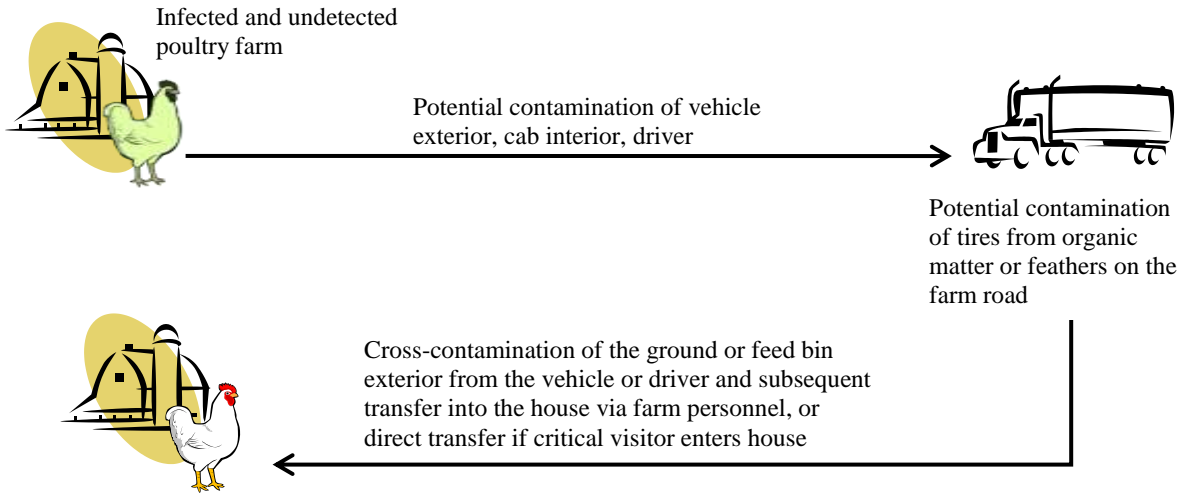 Infected and undetected
poultry farm
Potential contamination of vehicle
exterior, cab interior, driver
Potential contamination
of tires from organic
matter or feathers on the
farm road
Cross-contamination of the ground or feed bin
exterior from the vehicle or driver and subsequent
transfer into the house via farm personnel, or
direct transfer if critical visitor enters house